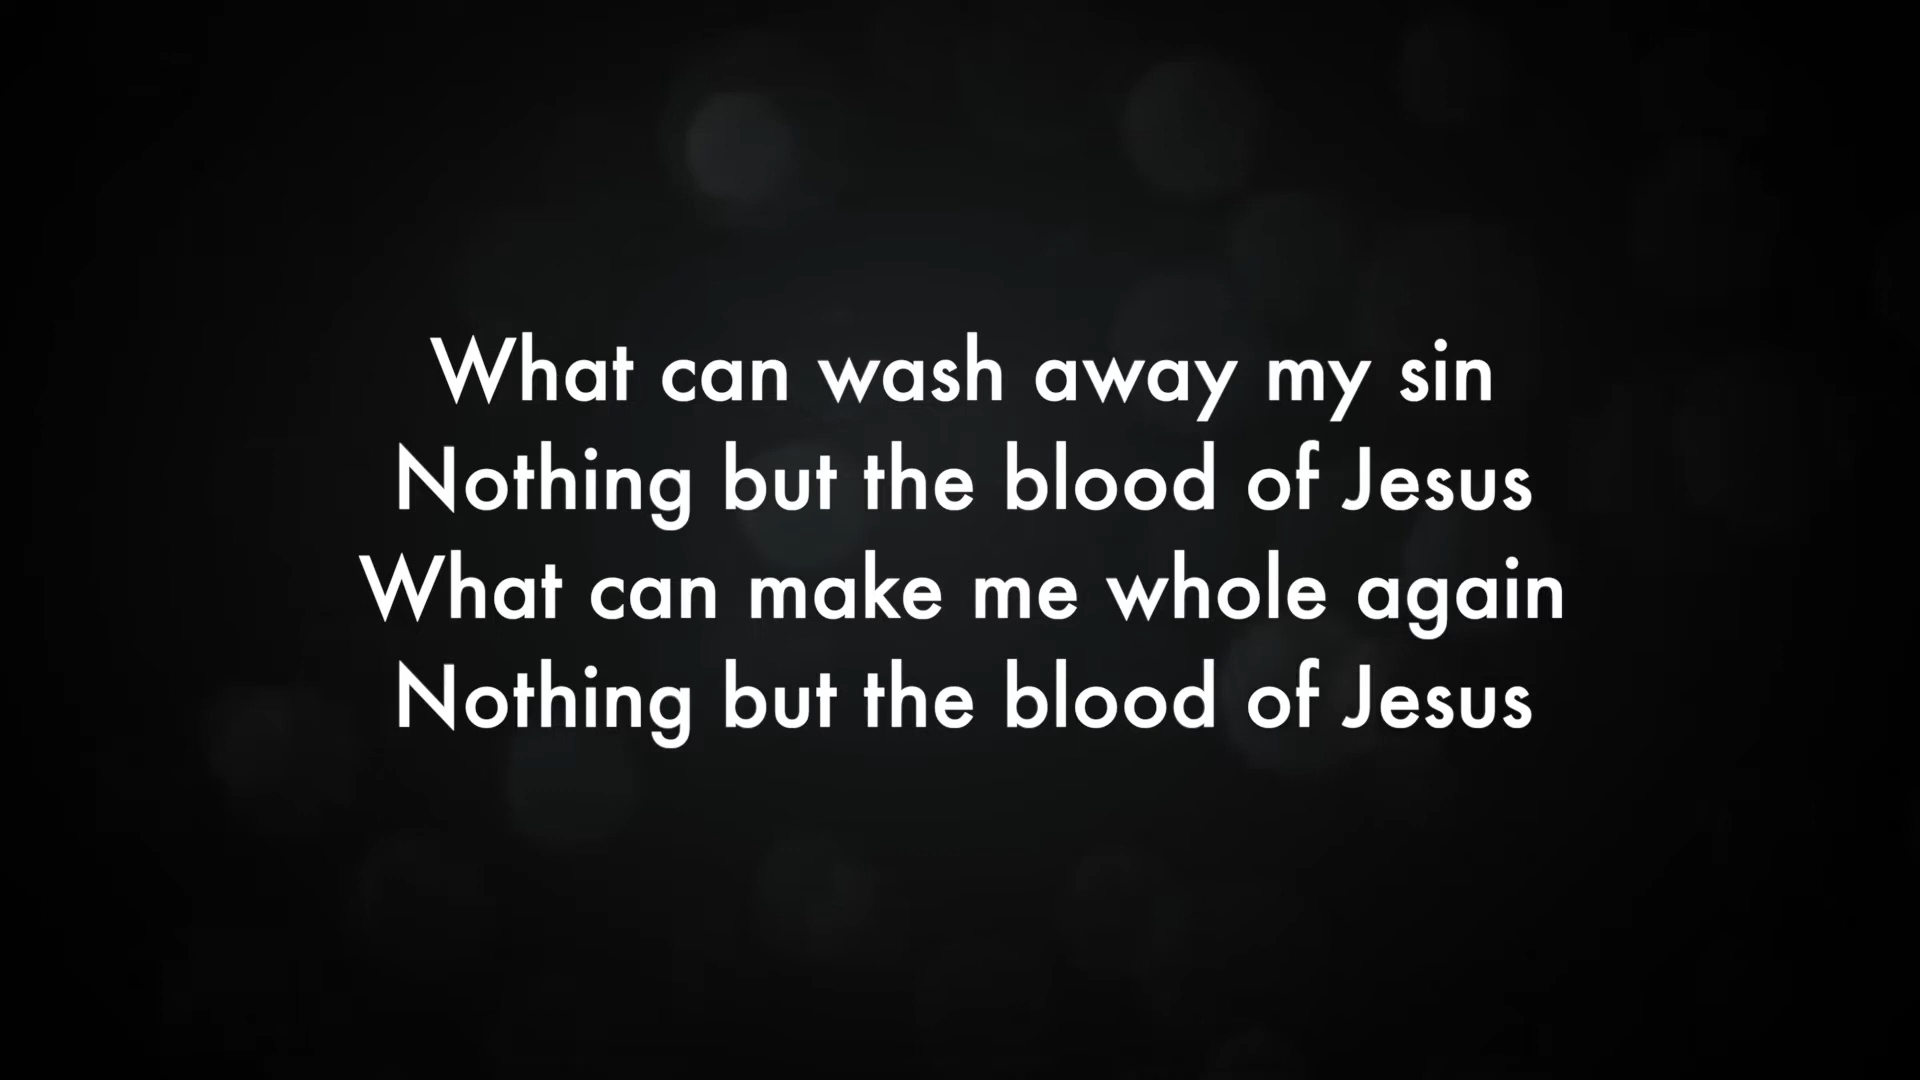 What can wash away my sin
Nothing but the blood of Jesus
What can make me whole again
Nothing but the blood of Jesus